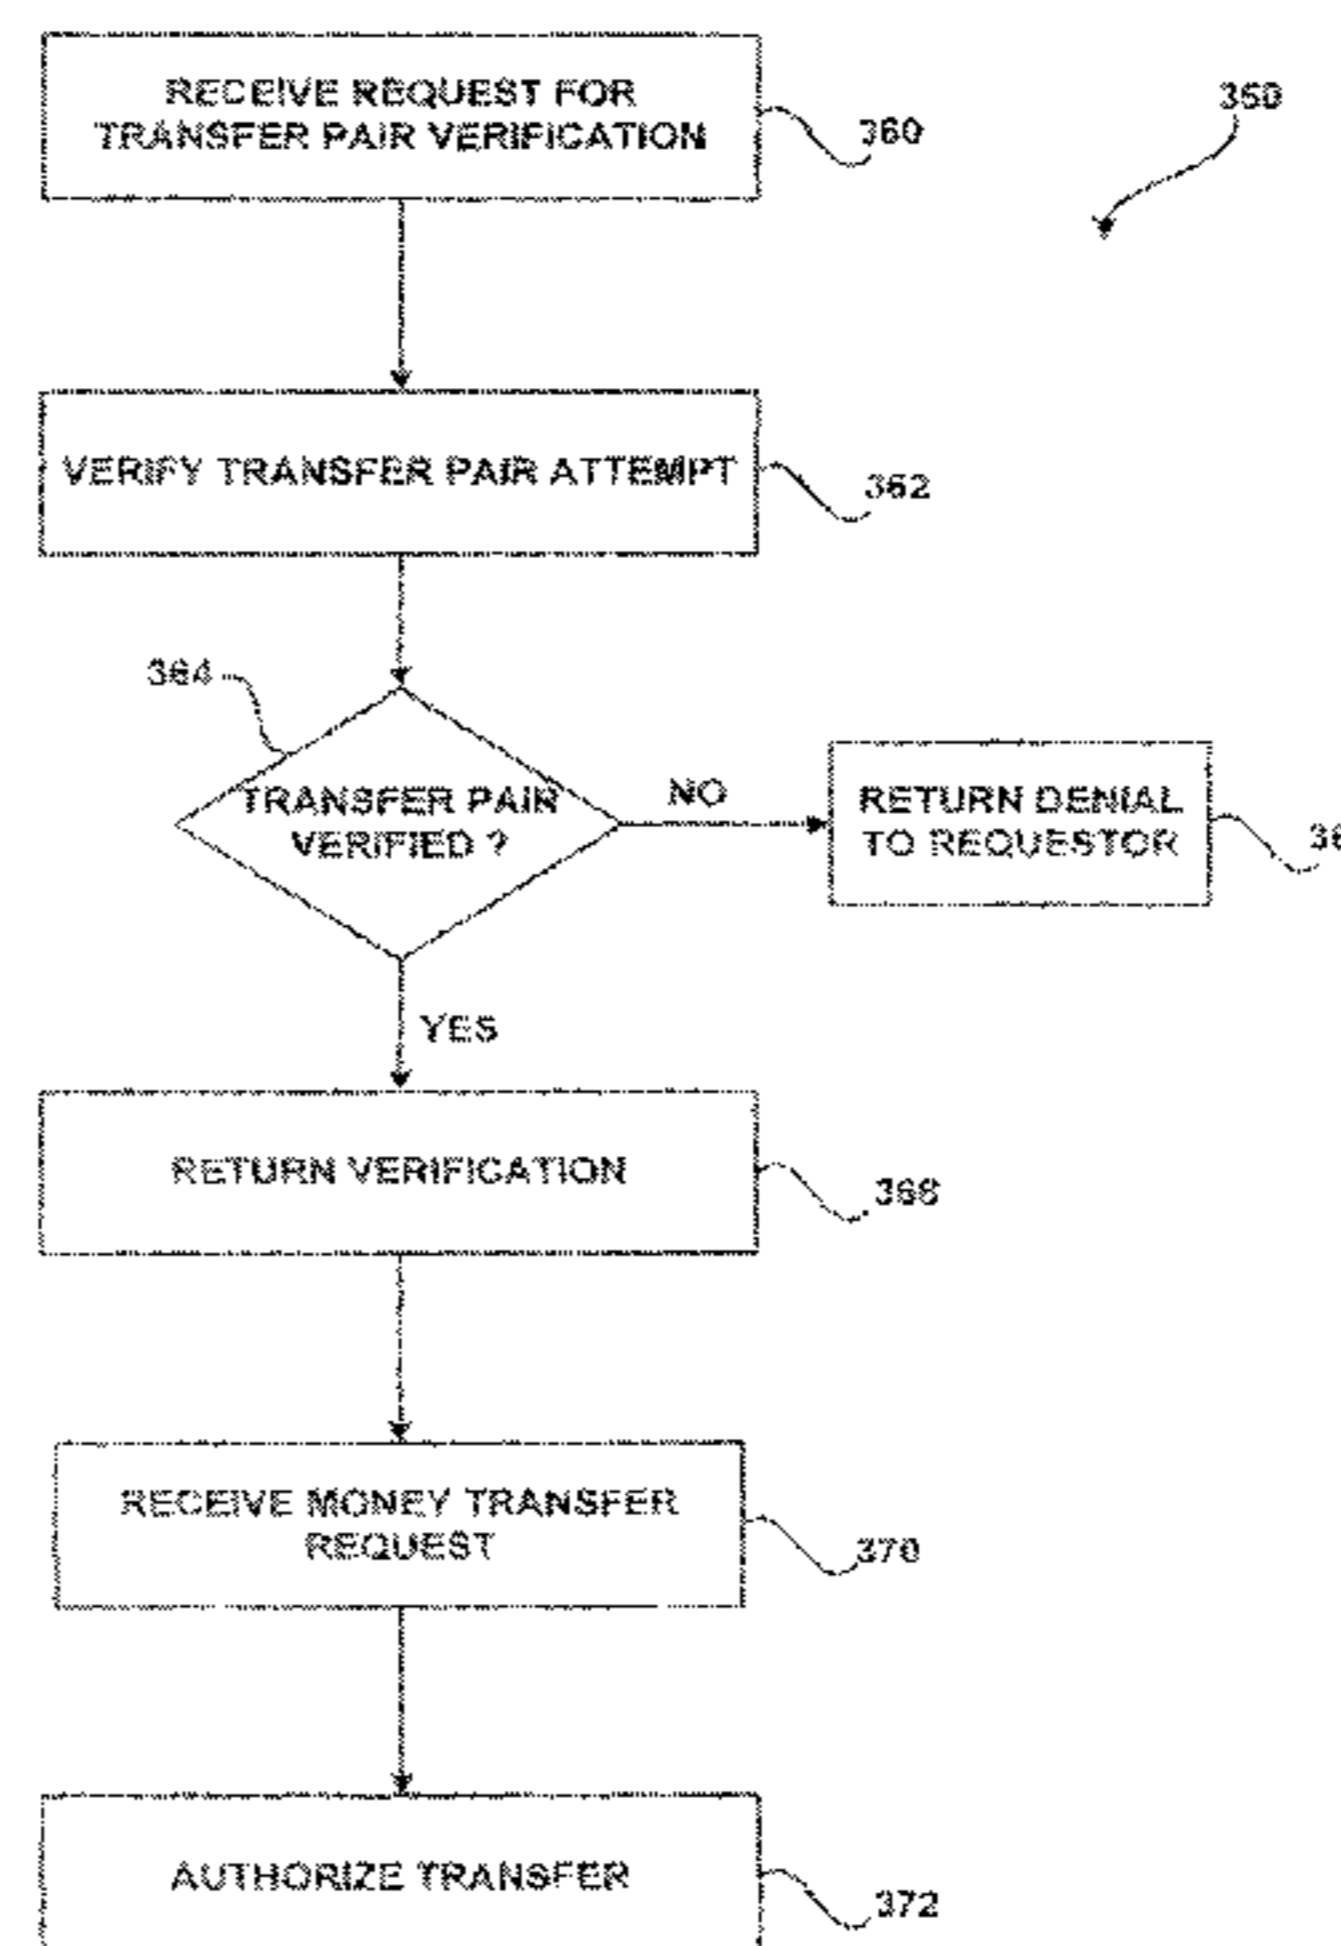 RECEIVE REQUEST FOR
TRANSFER PAIR VERIFICATION
360
350
VERIFY TRANSFER PAIR ATTEMPT
362
364
TRANSFER PAIR
VERIFIED ?
NO
RETURN DENIAL
TO REQUESTOR
YES
RETURN VERIFICATION
368
RECEIVE MONEY TRANSFER
REQUEST
370
AUTHORIZE TRANSFER
372